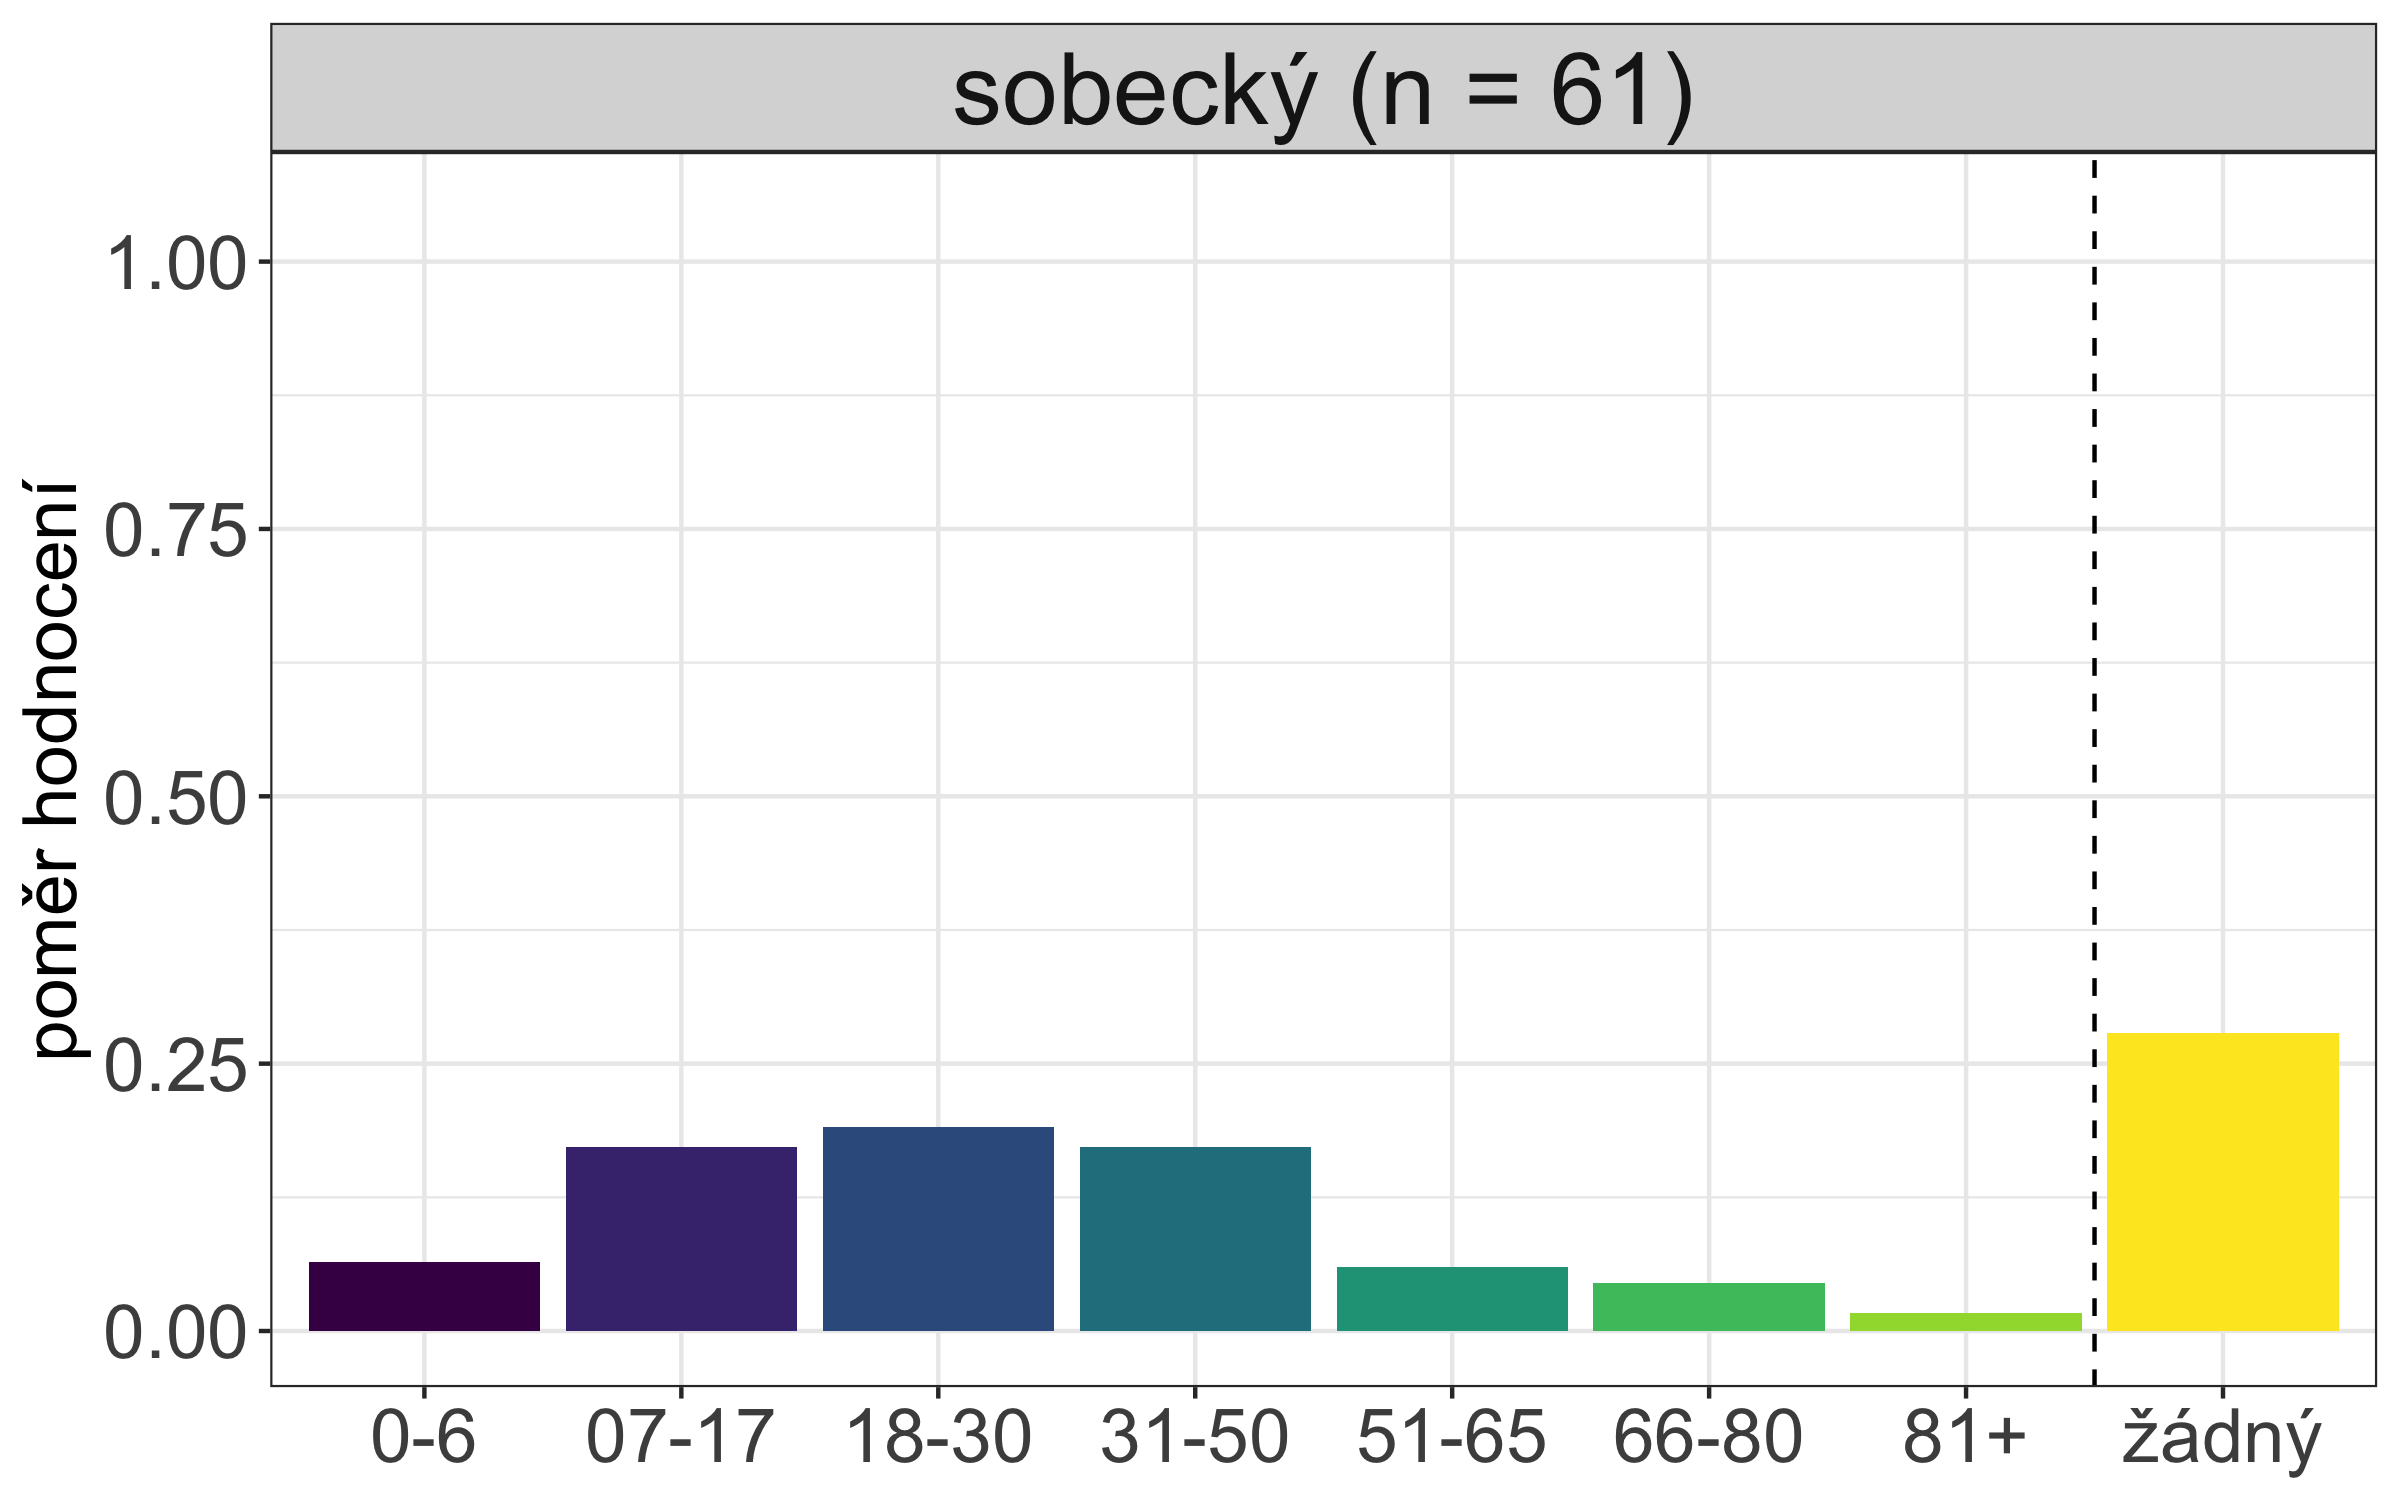 sobecký (n = 61)
poměr hodnocení
1.00
0.75
0.50
0.25
0.00
0-6 07-17 18-30 31-50 51-65 66-80 81+ žádný